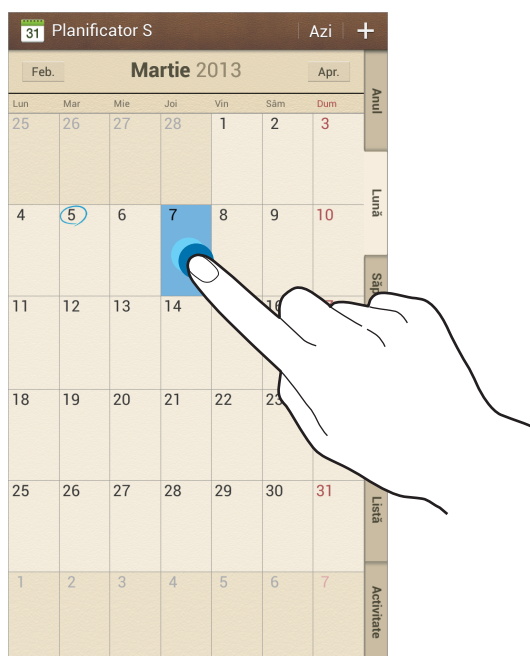 31 Planificator S Azi +
Feb. Martie 2013 Apr.
Lun Mar Mie Joi Vin Sâm Dum
25 26 27 28 1 2 3
4 5 6 7 8 9 10
11 12 13 14
18 19 20 21 22 23
25 26 27 28 29 30 31
1 2 3 4 5 6 7
Anul
Lună
Listă
Activitate